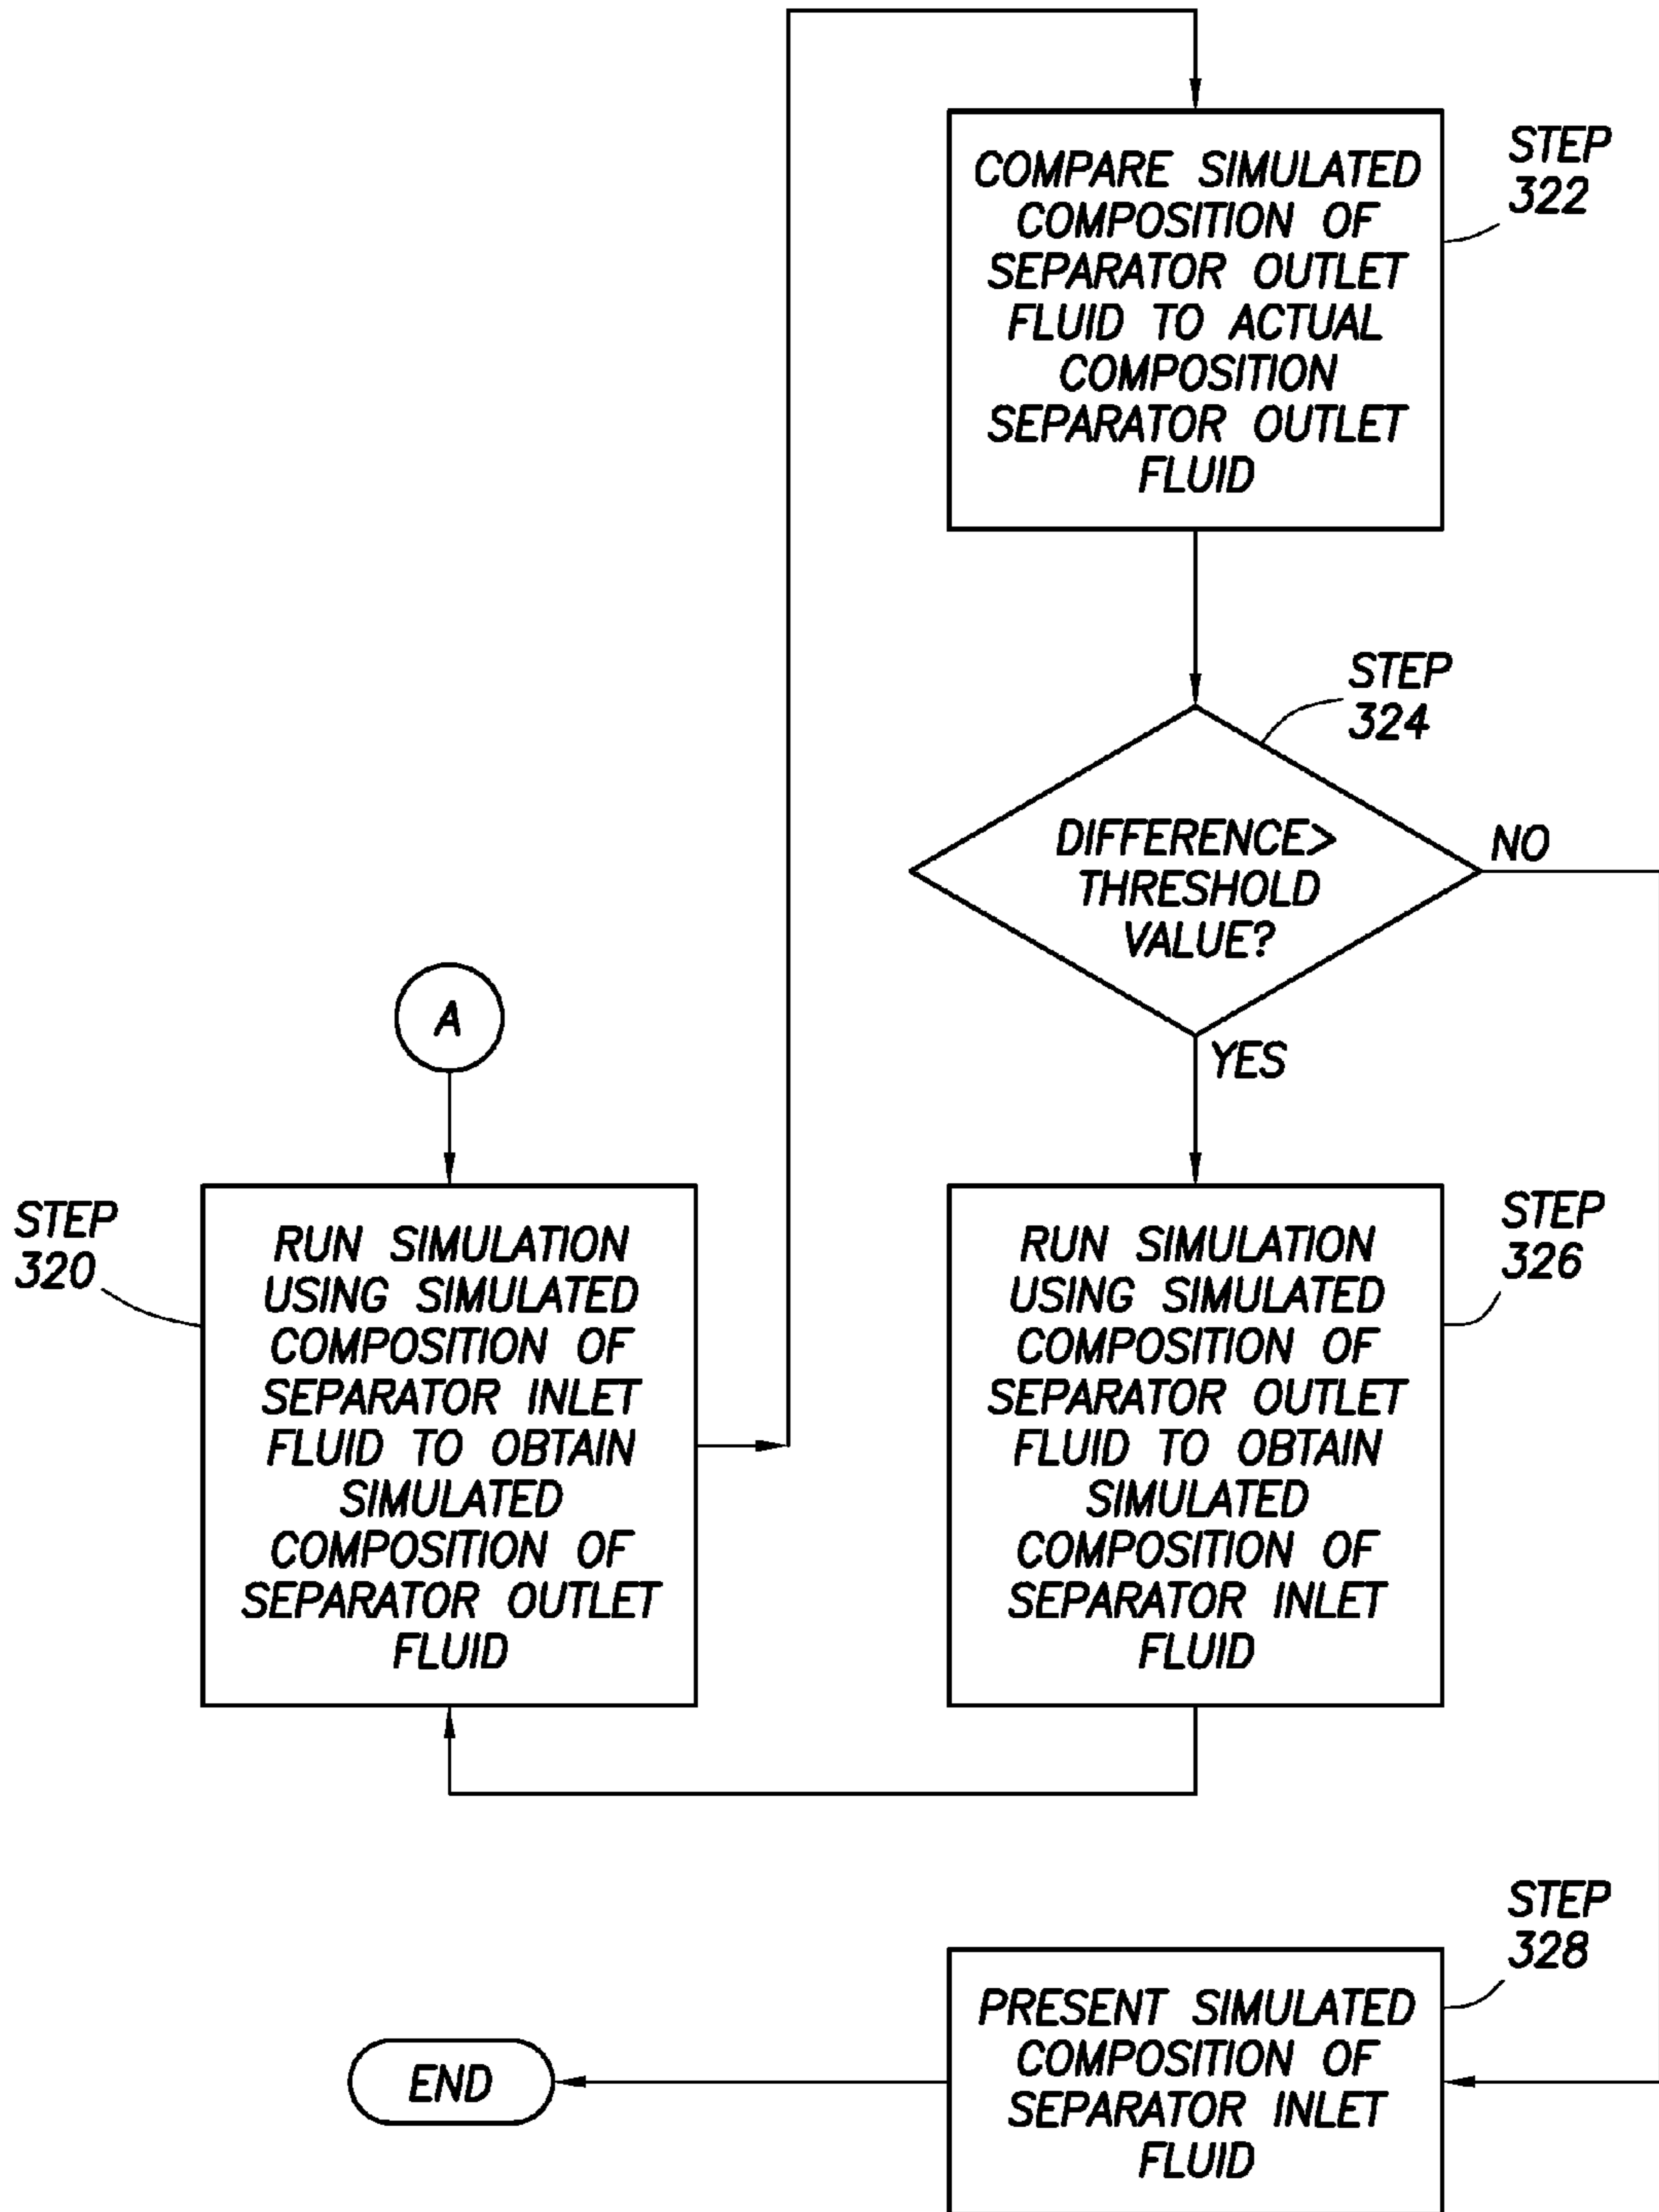 COMPARE SIMULATED
COMPOSITION OF
SEPARATOR OUTLET
FLUID TO ACTUAL
COMPOSITION
SEPARATOR OUTLET
FLUID
STEP
322
STEP
324
DIFFERENCE>
THRESHOLD
VALUE?
NO
YES
A
STEP
320
RUN SIMULATION
USING SIMULATED
COMPOSITION OF
SEPARATOR INLET
FLUID TO OBTAIN
SIMULATED
COMPOSITION OF
SEPARATOR OUTLET
FLUID
RUN SIMULATION
USING SIMULATED
COMPOSITION OF
SEPARATOR OUTLET
FLUID TO OBTAIN
SIMULATED
COMPOSITION OF
SEPARATOR INLET
FLUID
STEP
326
STEP
328
PRESENT SIMULATED
COMPOSITION OF
SEPARATOR INLET
FLUID
END